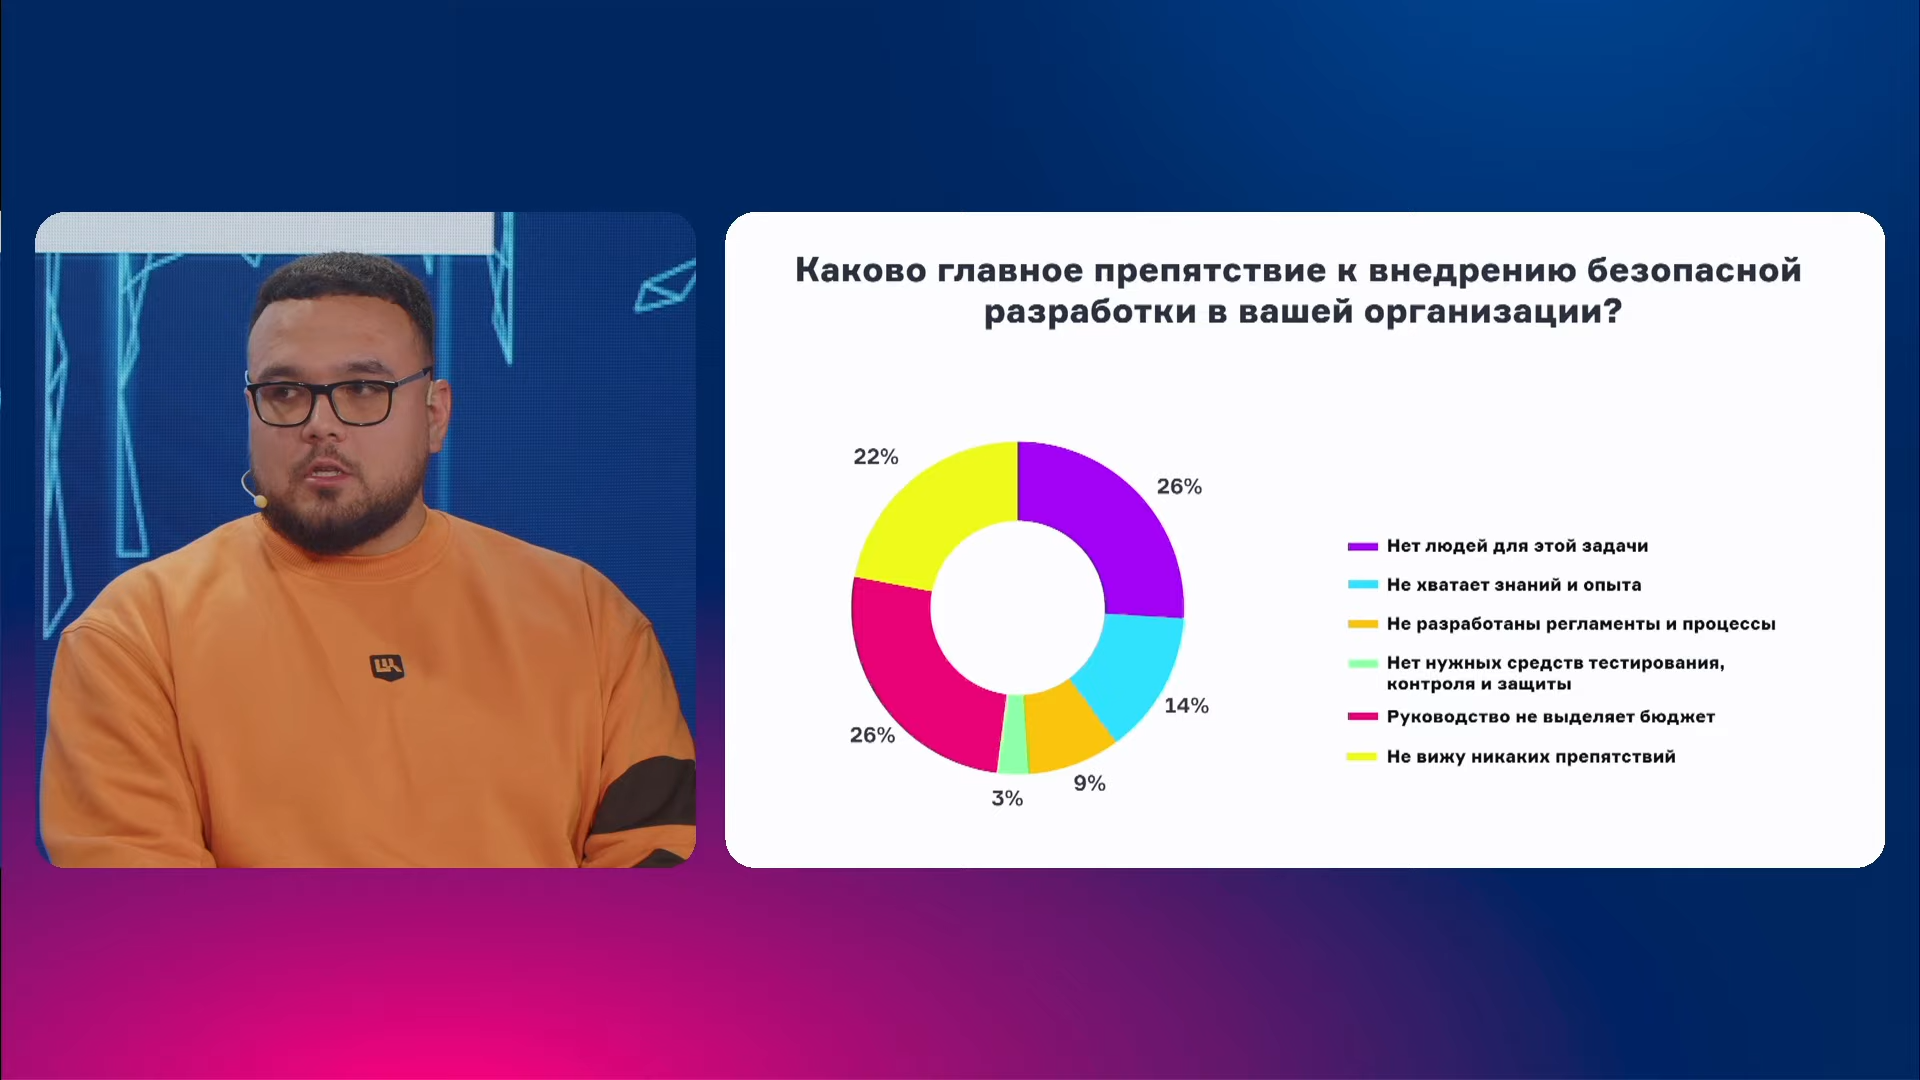 Каково главное препятствие к внедрению безопасной
разработки в вашей организации?
22%
26%
14%
9%
3%
26%
Нет людей для этой задачи
Не хватает знаний и опыта
Не разработаны регламенты и процессы
Нет нужных средств тестирования,
контроля и защиты
Руководство не выделяет бюджет
Не вижу никаких препятствий